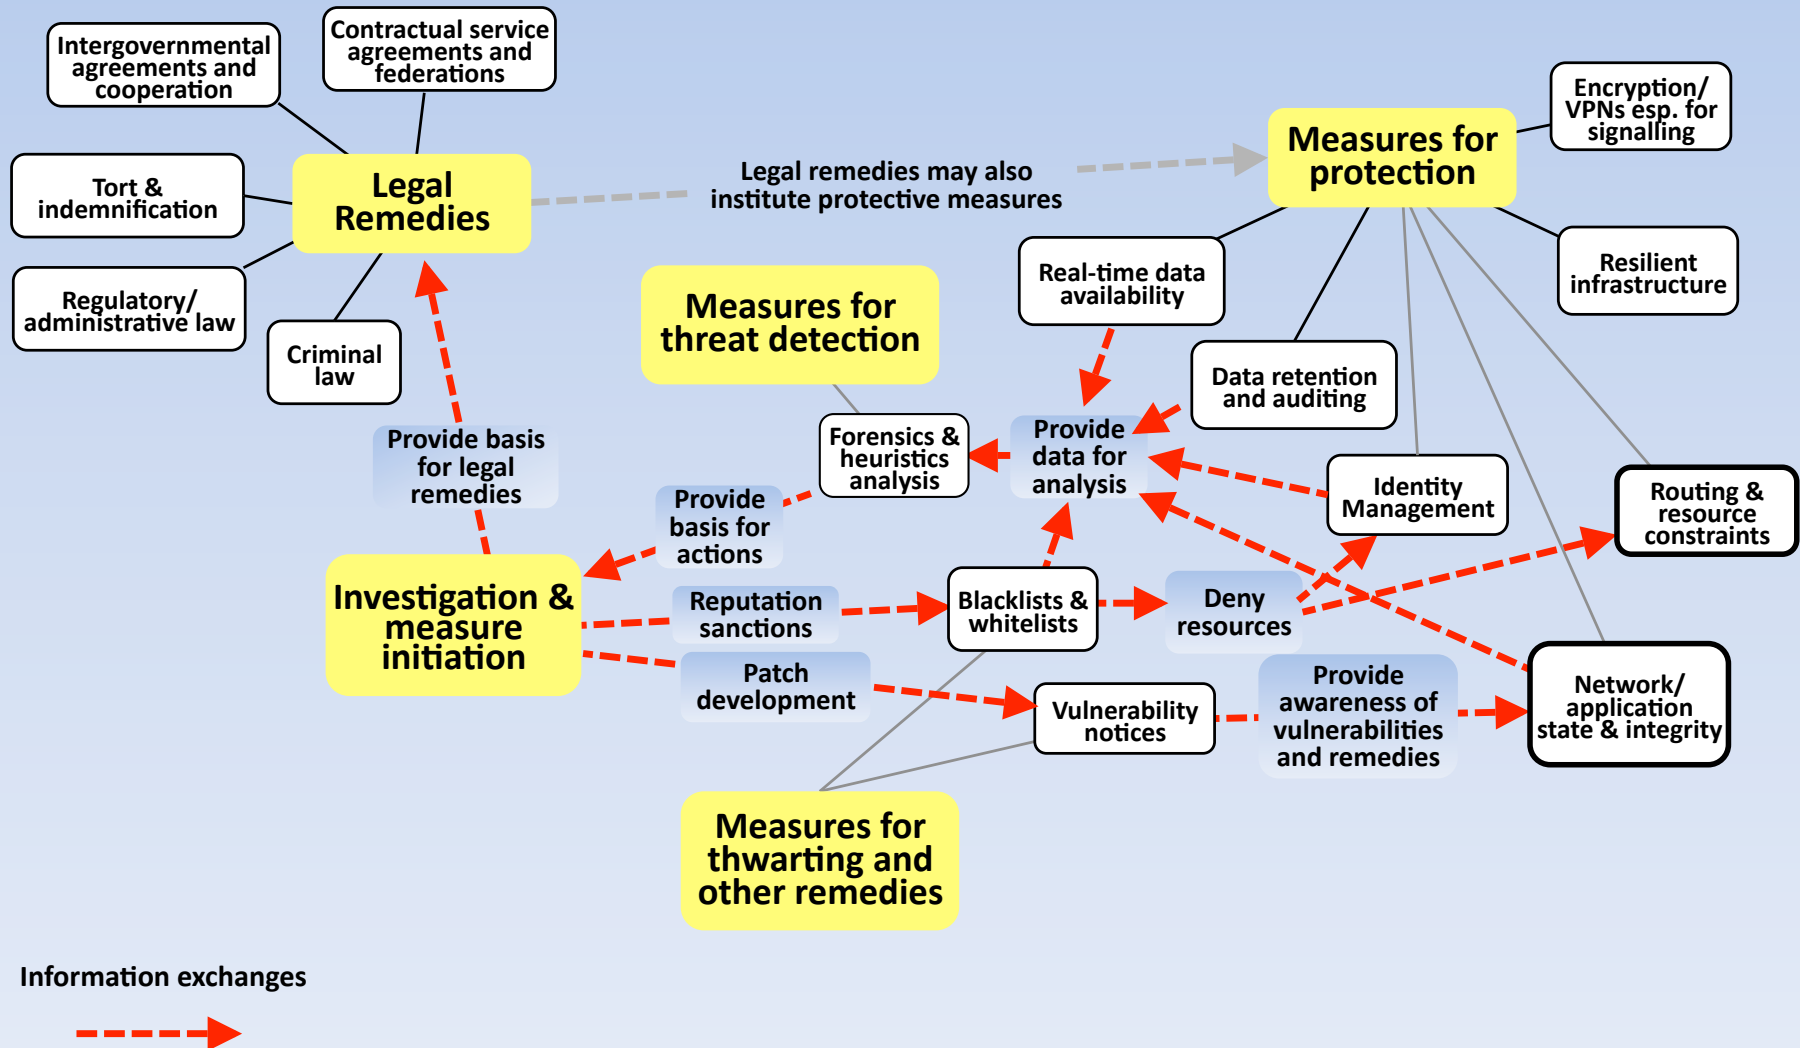 Intergovernmental
agreements and
cooperation
Contractual service
agreements and
federations
Encryption/
VPNs esp. for
signalling
Measures for
protection
Tort &
indemnification
Legal
Remedies
Legal remedies may also
institute protective measures
Resilient
infrastructure
Real-time data
availability
Regulatory/
administrative law
Measures for
threat detection
Criminal
law
Data retention
and auditing
Provide basis
for legal
remedies
Forensics &
heuristics
analysis
Provide
data for
analysis
Identity
Management
Routing &
resource
constraints
Provide
basis for
actions
Investigation &
measure
initiation
Reputation
sanctions
Blacklists &
whitelists
Deny
resources
Patch
development
Vulnerability
notices
Provide
awareness of
vulnerabilities
and remedies
Network/
application
state & integrity
Measures for
thwarting and
other remedies
Information exchanges